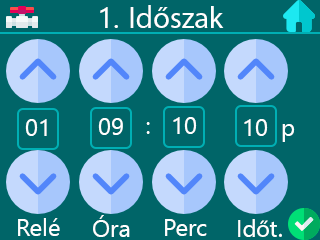 1. Időszak
01 09 : 10 10 p
Relé Óra Perc Időt.